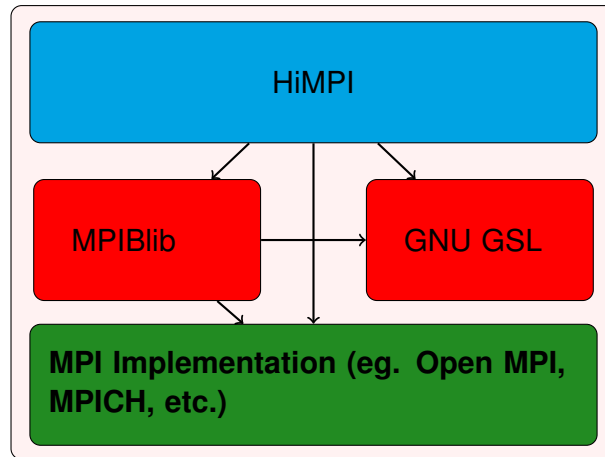 HiMPI
MPIBlib
GNU GSL
MPI Implementation (eg. Open MPI,
MPICH, etc.)